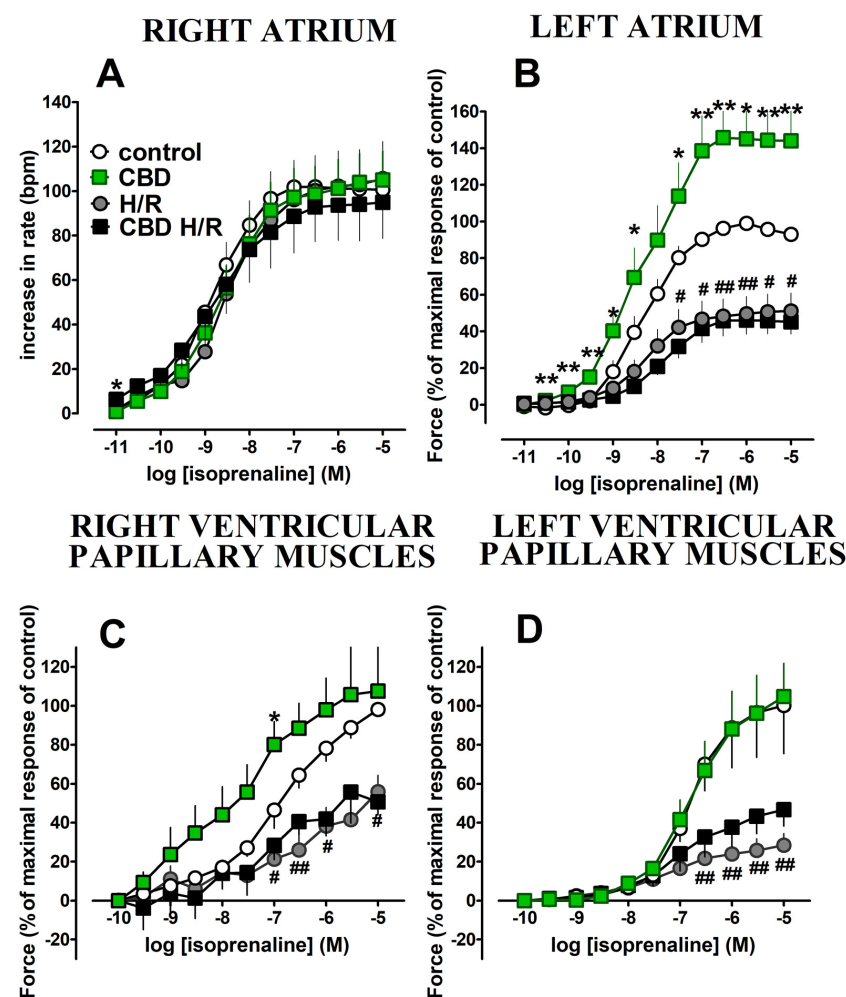 RIGHT ATRIUM
LEFT ATRIUM
A
increase in rate (bpm)
140
120
100
80
60
40
20
0
control
CBD
H/R
CBD H/R
*
-11 -10 -9 -8 -7 -6 -5
log [isoprenaline] (M)
B
Force (%of maximal response of control)
160
140
120
100
80
60
40
20
0
** ** ** * * * ** ** * ** **
# # ## ## # #
-11 -10 -9 -8 -7 -6 -5
log [isoprenaline] (M)
RIGHT VENTRICULAR
PAPILLARY MUSCLES
LEFT VENTRICULAR
PAPILLARY MUSCLES
C
Force (%of maximal response of control)
120
100
80
60
40
20
0
-20
*
# ## # #
-10 -9 -8 -7 -6 -5
log [isoprenaline] (M)
D
Force (%of maximal response of control)
120
100
80
60
40
20
0
-20
## ## ## ##
-10 -9 -8 -7 -6 -5
log [isoprenaline] (M)